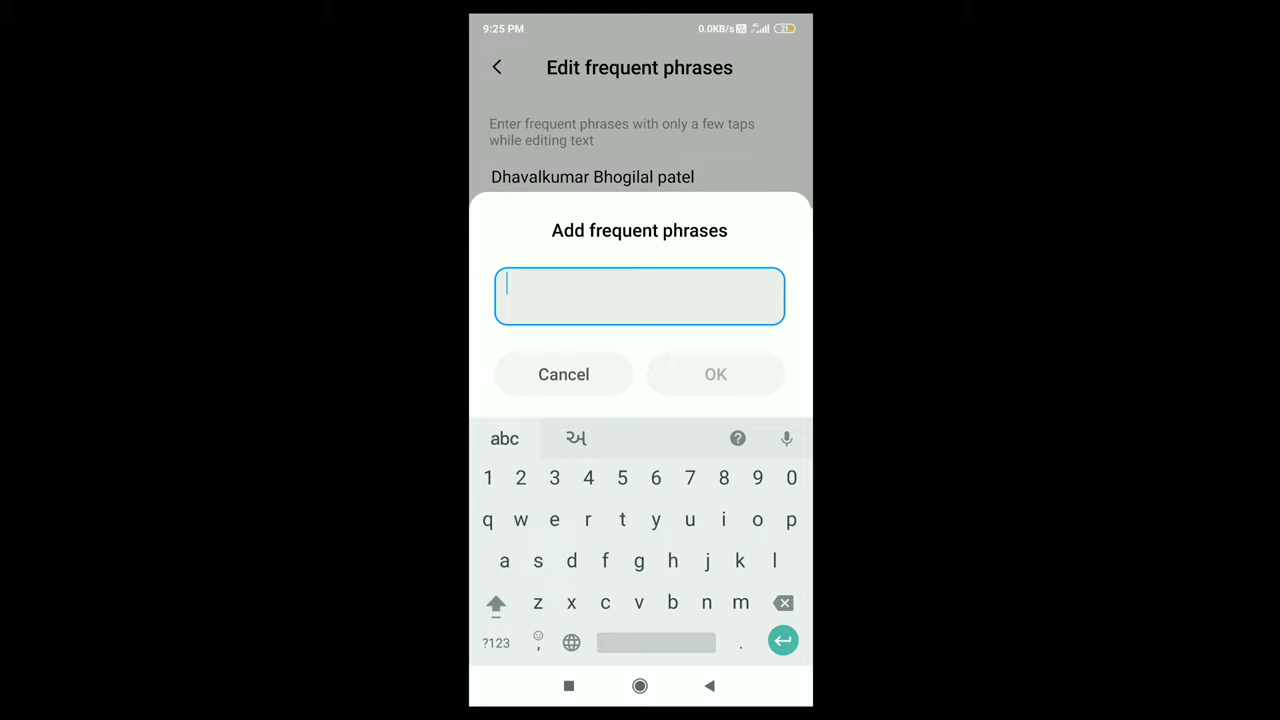 9:25 PM
0.0KB/s 4G 21
Edit frequent phrases
Enter frequent phrases with only a few taps
while editing text
Dhavalkumar Bhogilal patel
Add frequent phrases
Cancel OK
abc અ ?
1 2 3 4 5 6 7 8 9 0
q w e r t y u i o p
a s d f g h j k l
z x c v b n m
?123 , .